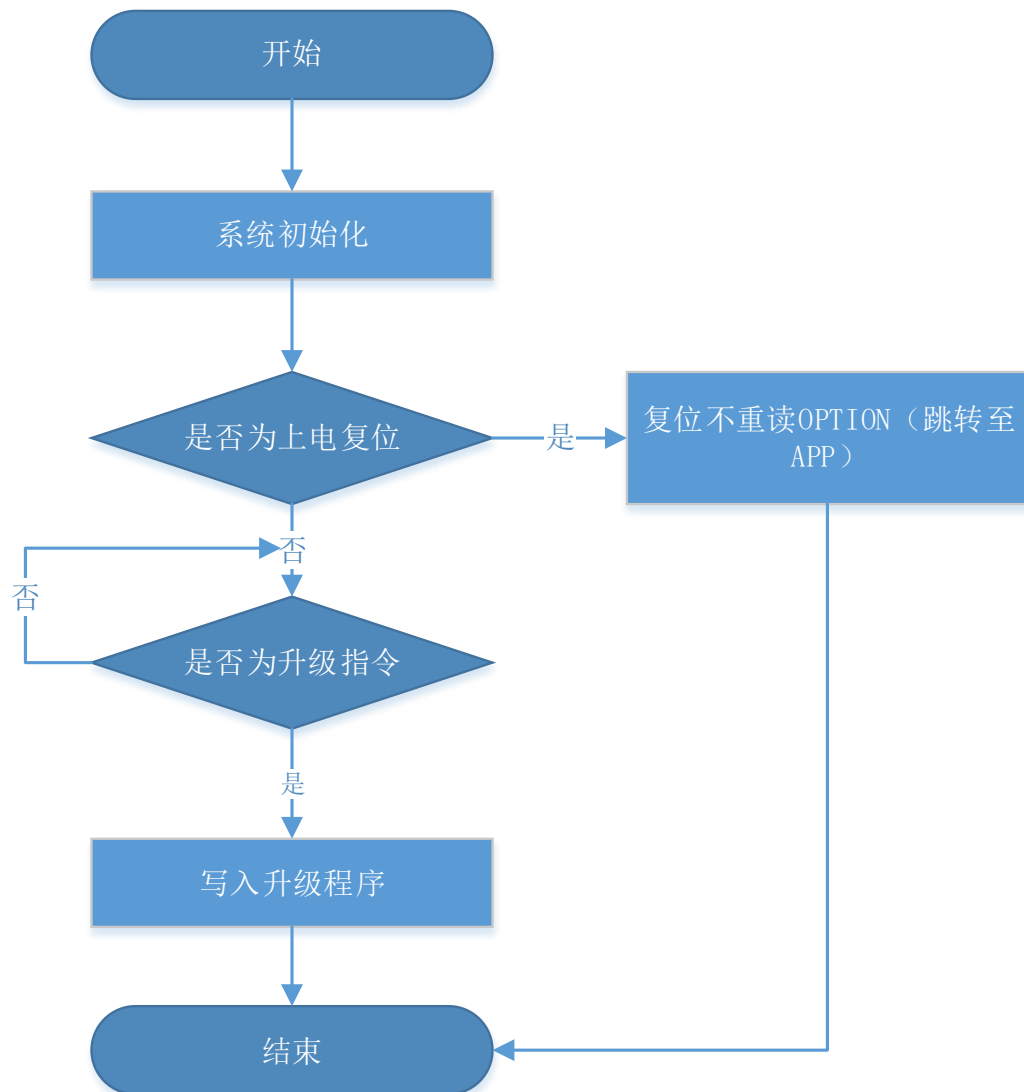 开始
系统初始化
是否为上电复位
是
复位不重读OPTION（跳转至
APP）
否
否
是否为升级指令
是
写入升级程序
结束